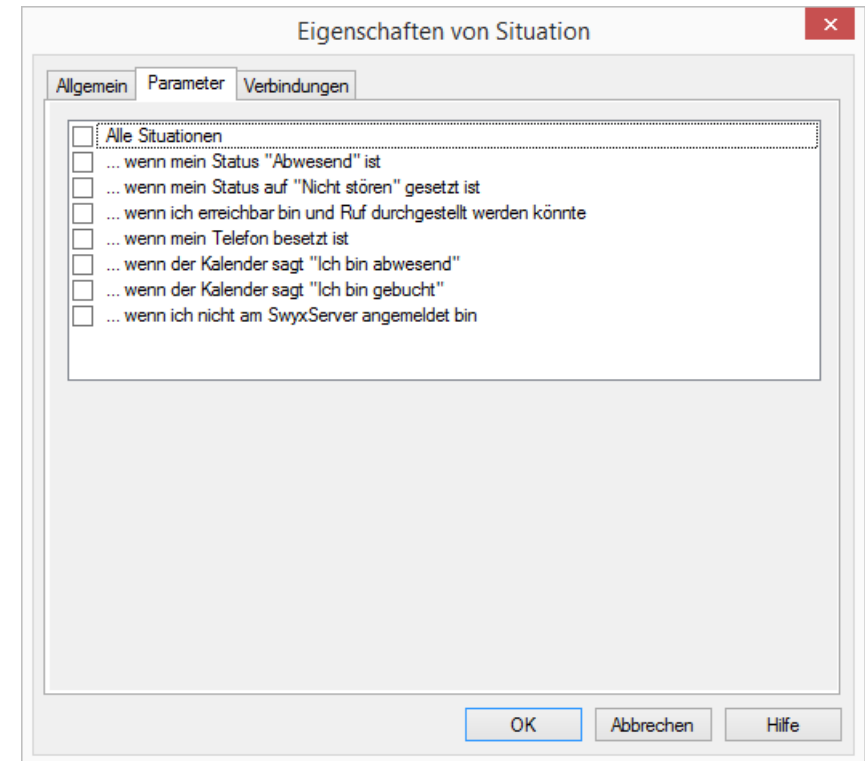 Eigenschaften von Situation
Allgemein Parameter Verbindungen
Alle Situationen
... wenn mein Status "Abwesend" ist
... wenn mein Status auf "Nicht stören" gesetzt ist
... wenn ich erreichbar bin und Ruf durchgestellt werden könnte
... wenn mein Telefon besetzt ist
... wenn der Kalender sagt "Ich bin abwesend"
... wenn der Kalender sagt "Ich bin gebucht"
... wenn ich nicht am SwyxServer angemeldet bin
OK Abbrechen Hilfe